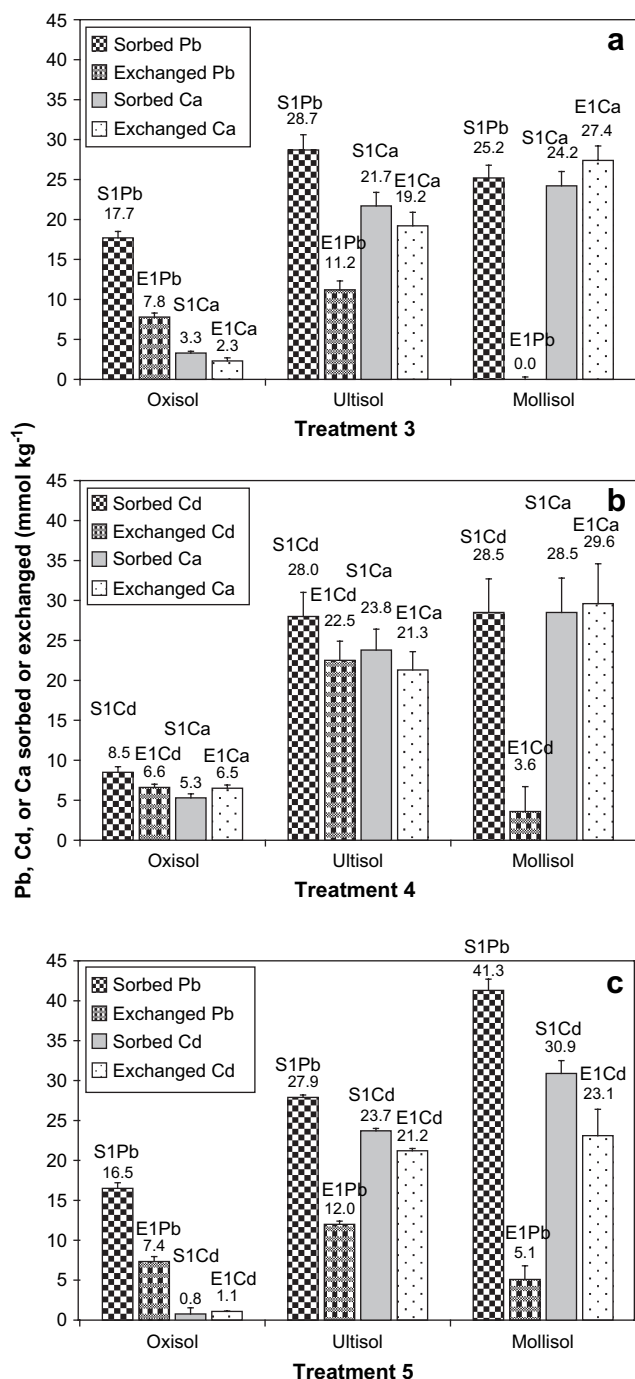 Pb, Cd, or Ca sorbed or exchanged (mmol kg-1)
a
45
40
35
30
25
20
15
10
5
0
Sorbed Pb
Exchanged Pb
Sorbed Ca
Exchanged Ca
S1Pb
17.7
E1Pb
7.8
S1Ca
3.3
E1Ca
2.3
S1Pb
28.7
E1Pb
11.2
S1Ca
21.7
E1Ca
19.2
S1Pb
25.2
E1Pb
0.0
S1Ca
24.2
E1Ca
27.4
Oxisol Ultisol Mollisol
Treatment 3
b
45
40
35
30
25
20
15
10
5
0
Sorbed Cd
Exchanged Cd
Sorbed Ca
Exchanged Ca
S1Cd
8.5
E1Cd
6.6
S1Ca
5.3
E1Ca
6.5
S1Cd
28.0
E1Cd
22.5
S1Ca
23.8
E1Ca
21.3
S1Cd
28.5
E1Cd
3.6
S1Ca
28.5
E1Ca
29.6
Oxisol Ultisol Mollisol
Treatment 4
c
45
40
35
30
25
20
15
10
5
0
Sorbed Pb
Exchanged Pb
Sorbed Cd
Exchanged Cd
S1Pb
16.5
E1Pb
7.4
S1Cd
0.8
E1Cd
1.1
S1Pb
27.9
E1Pb
12.0
S1Cd
23.7
E1Cd
21.2
S1Pb
41.3
E1Pb
5.1
S1Cd
30.9
E1Cd
23.1
Oxisol Ultisol Mollisol
Treatment 5